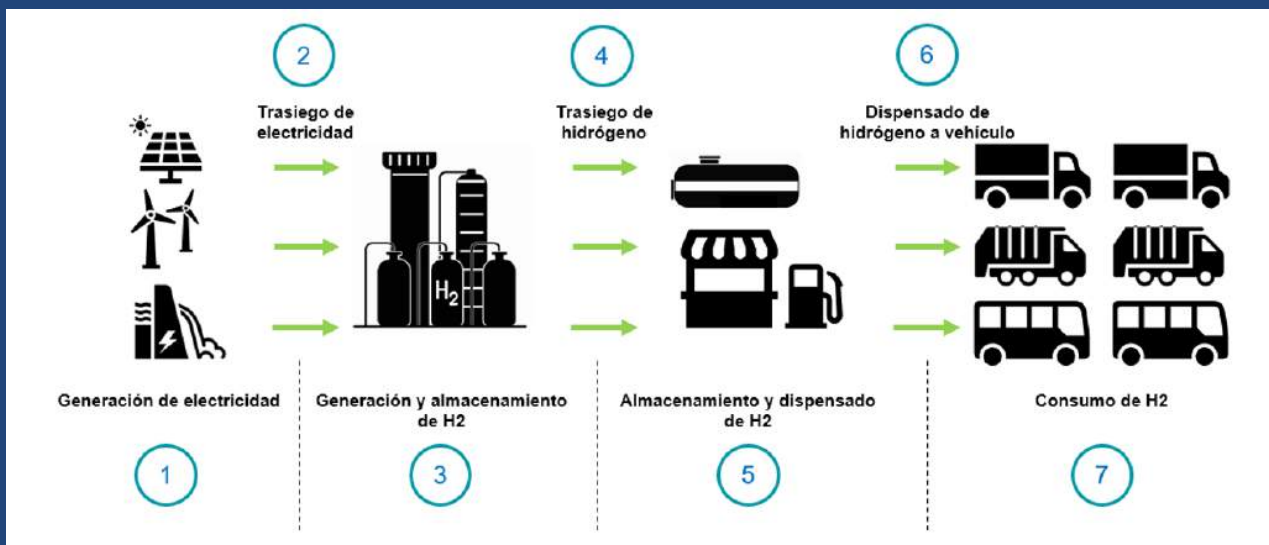 2
4
6
Trasiego de
electricidad
Trasiego de
hidrógeno
Dispensado de
hidrógeno a vehículo
H2
Generación de electricidad
Generación y almacenamiento
de H2
Almacenamiento y dispensado
de H2
Consumo de H2
1
3
5
7